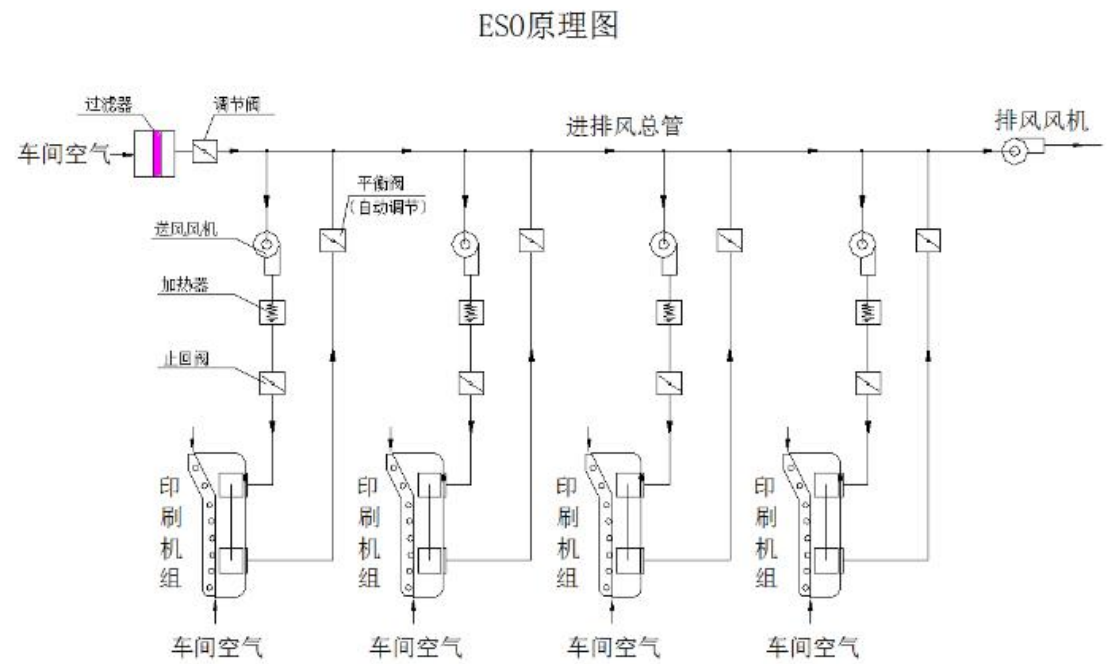 ESO原理图
过滤器
调节阀
车间空气
进排风总管
排风风机
平衡阀
(自动调节)
送风风机
加热器
止回阀
印刷机组
印刷机组
印刷机组
印刷机组
车间空气
车间空气
车间空气
车间空气